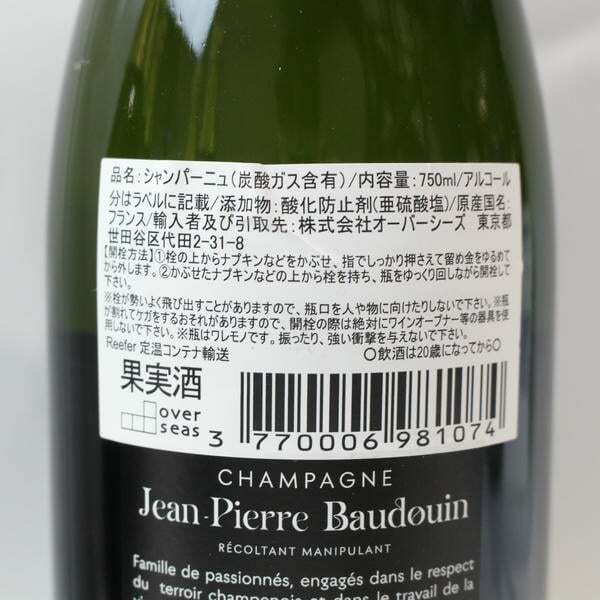 品名:シャンパーニュ(炭酸ガス含有)/内容量:750ml/アルコール
分はラベルに記載/添加物:酸化防止剤(亜硫酸塩)/原産国名:
フランス/輸入者及び引取先:株式会社オーバーシーズ 東京都
世田谷区代田2-31-8
【開栓方法】①栓の上からナプキンなどをかぶせ、指でしっかり押さえて留め金をゆるめて
から外します。②かぶせたナプキンなどの上から栓を持ち、瓶をゆっくり回しながら開栓して
下さい。
※栓が勢いよく飛び出すことがありますので、瓶口を人や物に向けたりしないで下さい。※瓶
が割れてケガをするおそれがありますので、開栓の際は絶対にワインオープナー等の器具を使
用しないで下さい。※瓶はワレモノです。振ったり、強い衝撃を与えないで下さい。
Reefer 定温コンテナ輸送 〇飲酒は20歳になってから〇
果実酒
over
seas
3 770006 981074
CHAMPAGNE
Jean-Pierre Baudouin
RÉCOLTANT MANIPULANT
Famille de passionnés, engagés dans le respect
du terroir champenois et dans le travail de la